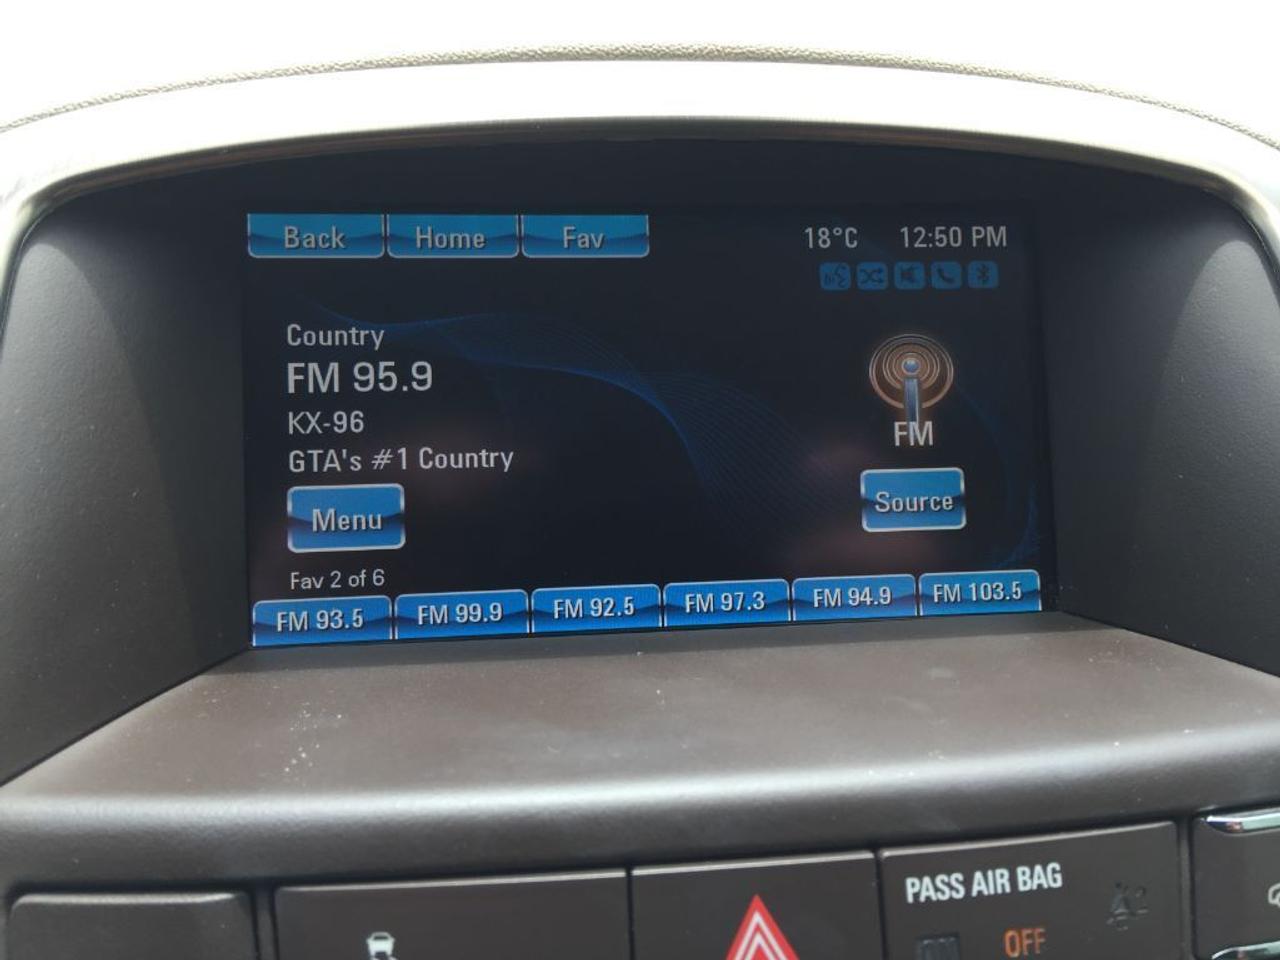 Back Home Fav 18°C 12:50 PM
Country
FM 95.9
KX-96
GTA's #1 Country
FM
Menu
Source
Fav 2 of 6
FM 93.5 FM 99.9 FM 92.5 FM 97.3 FM 94.9 FM 103.5
PASS AIR BAG
OFF